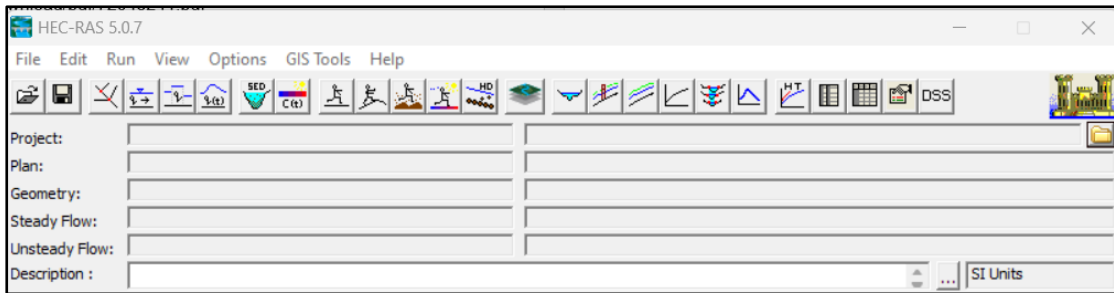 HEC-RAS 5.0.7
File Edit Run View Options GIS Tools Help
SED C(t) HD HT DSS
Project:
Plan:
Geometry:
Steady Flow:
Unsteady Flow:
Description : ... SI Units